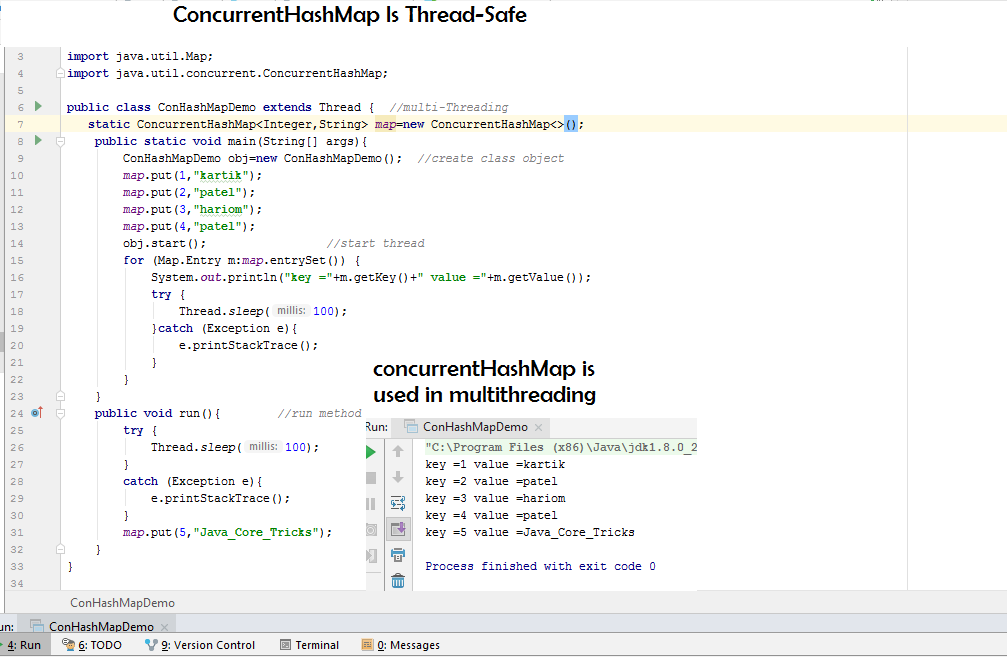 ConcurrentHashMap Is Thread-Safe
3 import java.util.Map;
4 import java.util.concurrent.ConcurrentHashMap;
5
6 public class ConHashMapDemo extends Thread { //multi-Threading
7 static ConcurrentHashMap<Integer,String> map=new ConcurrentHashMap<>();
8 public static void main(String[] args){
9 ConHashMapDemo obj=new ConHashMapDemo(); //create class object
10 map.put(1,"kartik");
11 map.put(2,"patel");
12 map.put(3,"hariom");
13 map.put(4,"patel");
14 obj.start(); //start thread
15 for (Map.Entry m:map.entrySet()) {
16 System.out.println("key ="+m.getKey()+" value ="+m.getValue());
17 try {
18 Thread.sleep( millis: 100);
19 }catch (Exception e){
20 e.printStackTrace();
21 }
22 }
23 }
24 public void run(){ //run method
25 try {
26 Thread.sleep( millis: 100);
27 }
28 catch (Exception e){
29 e.printStackTrace();
30 }
31 map.put(5,"Java_Core_Tricks");
32 }
33 }
34
concurrentHashMap is
used in multithreading
Run: ConHashMapDemo
"C:\Program Files (x86)\Java\jdk1.8.0_2
key =1 value =kartik
key =2 value =patel
key =3 value =hariom
key =4 value =patel
key =5 value =Java_Core_Tricks
Process finished with exit code 0
ConHashMapDemo
un: ConHashMapDemo
4: Run 6: TODO 9: Version Control Terminal 0: Messages